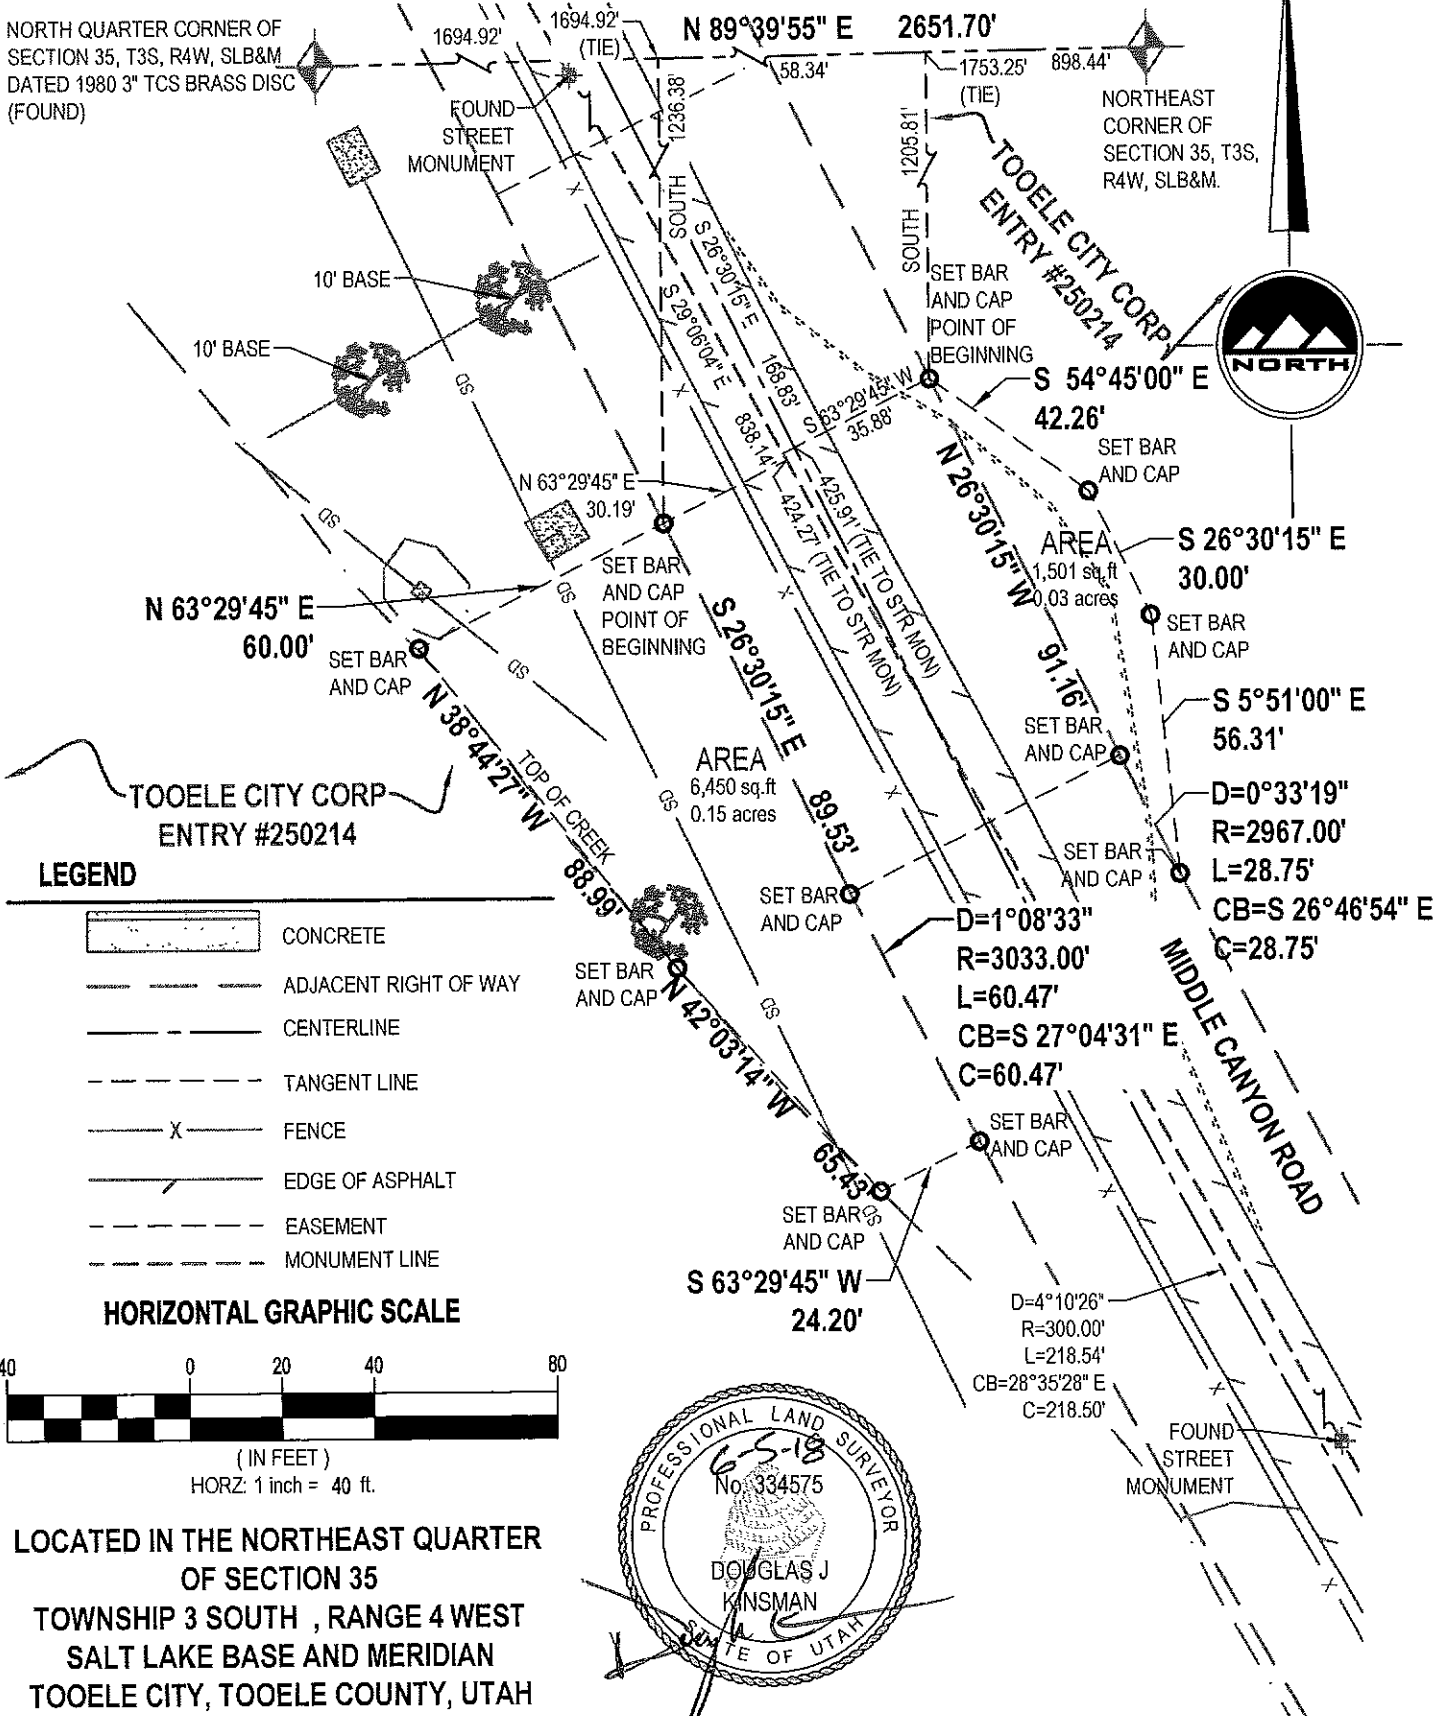 NORTH QUARTER CORNER OF
SECTION 35, T3S, R4W, SLB&M
DATED 1980 3" TCS BRASS DISC
(FOUND)
1694.92'
1694.92'
(TIE)
N 89°39'55" E 2651.70'
58.34'
1753.25'
(TIE)
898.44'
NORTHEAST
CORNER OF
SECTION 35, T3S,
R4W, SLB&M.
FOUND
STREET
MONUMENT
1236.38'
SOUTH
1205.81'
SOUTH
TOOELE CITY CORP
ENTRY #250214
NORTH
10' BASE
10' BASE
SD
SD
SD
SD
SD
SD
SD
X
X
X
X
X
X
X
S 26°30'15" E
168.83'
S 29°06'04" E
838.14'
S 63°29'45" W
35.88'
SET BAR
AND CAP
POINT OF
BEGINNING
S 54°45'00" E
42.26'
SET BAR
AND CAP
N 63°29'45" E
30.19'
424.27' (TIE TO STR MON)
425.91' (TIE TO STR MON)
N 26°30'15" W
91.16'
AREA
1,501 sq.ft
0.03 acres
S 26°30'15" E
30.00'
SET BAR
AND CAP
N 63°29'45" E
60.00'
SET BAR
AND CAP
SET BAR
AND CAP
POINT OF
BEGINNING
S 26°30'15" E
89.53'
S 5°51'00" E
56.31'
SET BAR
AND CAP
N 38°44'27" W
88.99'
TOP OF CREEK
AREA
6,450 sq.ft
0.15 acres
TOOELE CITY CORP
ENTRY #250214
D=0°33'19"
R=2967.00'
L=28.75'
CB=S 26°46'54" E
C=28.75'
SET BAR
AND CAP
SET BAR
AND CAP
D=1°08'33"
R=3033.00'
L=60.47'
CB=S 27°04'31" E
C=60.47'
MIDDLE CANYON ROAD
SET BAR
AND CAP
N 42°03'14" W
65.43'
SET BAR
AND CAP
SET BAR
AND CAP
S 63°29'45" W
24.20'
D=4°10'26"
R=300.00'
L=218.54'
CB=28°35'28" E
C=218.50'
FOUND
STREET
MONUMENT
LEGEND
CONCRETE
ADJACENT RIGHT OF WAY
CENTERLINE
TANGENT LINE
X FENCE
EDGE OF ASPHALT
EASEMENT
MONUMENT LINE
HORIZONTAL GRAPHIC SCALE
40 0 20 40 80
( IN FEET )
HORZ: 1 inch = 40 ft.
LOCATED IN THE NORTHEAST QUARTER
OF SECTION 35
TOWNSHIP 3 SOUTH , RANGE 4 WEST
SALT LAKE BASE AND MERIDIAN
TOOELE CITY, TOOELE COUNTY, UTAH
PROFESSIONAL LAND SURVEYOR
6-5-18
No. 334575
DOUGLAS J
KINSMAN
STATE OF UTAH